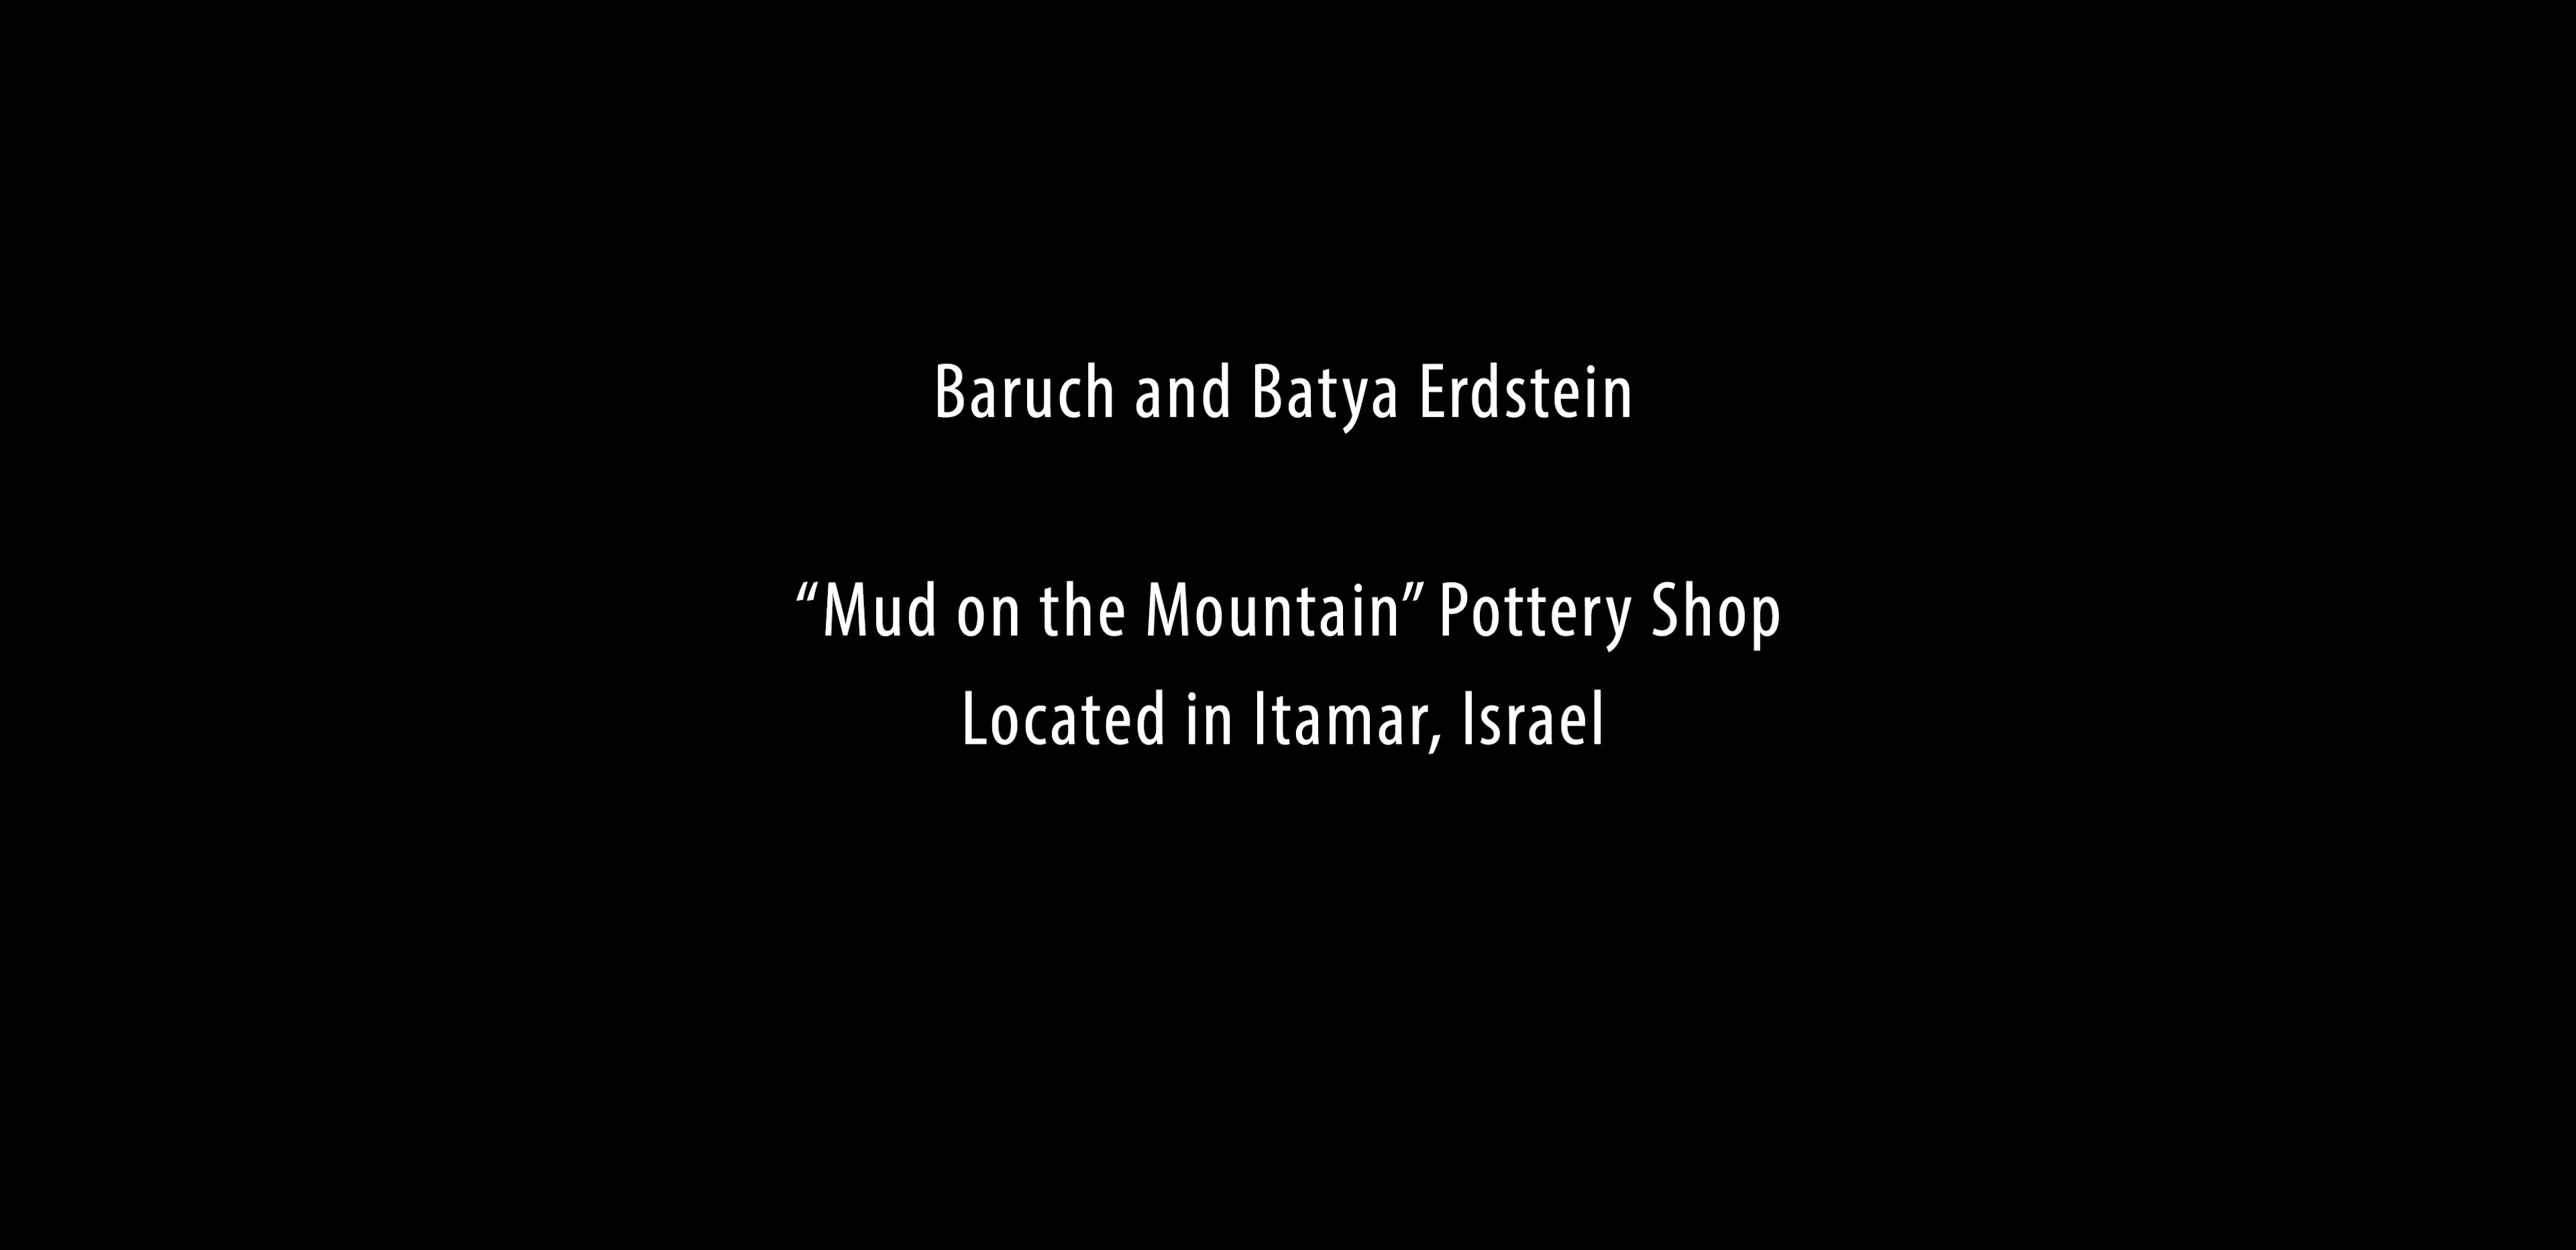 Baruch and Batya Erdstein
“Mud on the Mountain” Pottery Shop
Located in Itamar, Israel